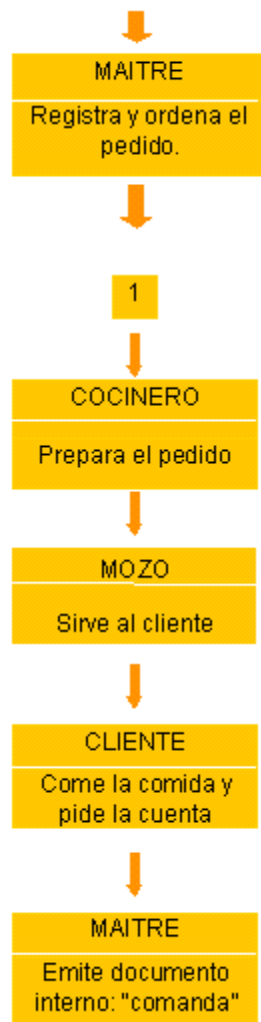 MAITRE
Registra y ordena el
pedido.
1
COCINERO
Prepara el pedido
MOZO
Sirve al cliente
CLIENTE
Come la comida y
pide la cuenta
MAITRE
Emite documento
interno: "comanda"